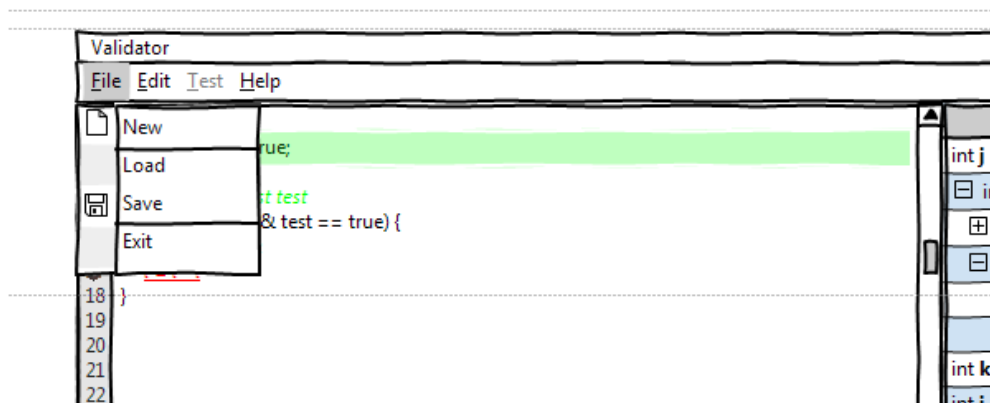 Validator
File Edit Test Help
New
rue;
int j
Load
Save
test
& test == true) {
Exit
18 }
19
20
21
int k
22